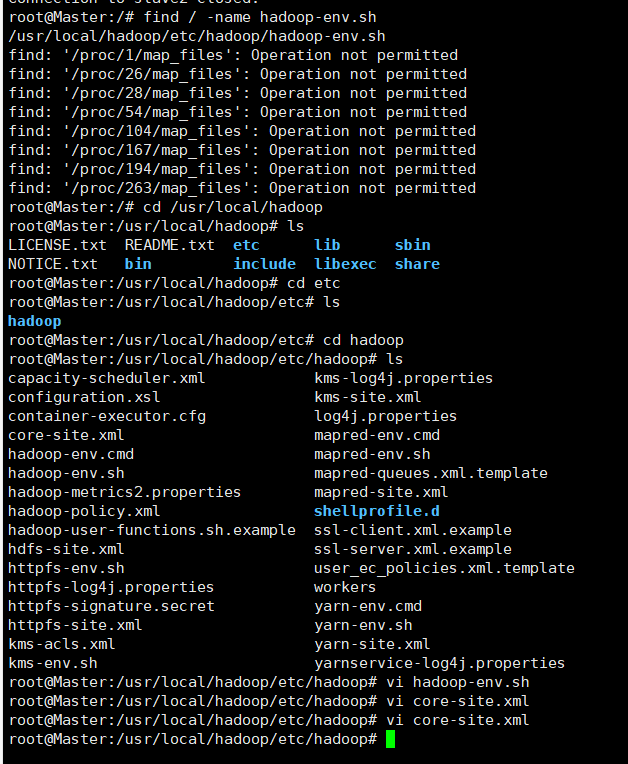 connection to slave2 closed.
root@Master:/# find / -name hadoop-env.sh
/usr/local/hadoop/etc/hadoop/hadoop-env.sh
find: '/proc/1/map_files': Operation not permitted
find: '/proc/26/map_files': Operation not permitted
find: '/proc/28/map_files': Operation not permitted
find: '/proc/54/map_files': Operation not permitted
find: '/proc/104/map_files': Operation not permitted
find: '/proc/167/map_files': Operation not permitted
find: '/proc/194/map_files': Operation not permitted
find: '/proc/263/map_files': Operation not permitted
root@Master:/# cd /usr/local/hadoop
root@Master:/usr/local/hadoop# ls
LICENSE.txt  README.txt  etc      lib      sbin
NOTICE.txt   bin         include  libexec  share
root@Master:/usr/local/hadoop# cd etc
root@Master:/usr/local/hadoop/etc# ls
hadoop
root@Master:/usr/local/hadoop/etc# cd hadoop
root@Master:/usr/local/hadoop/etc/hadoop# ls
capacity-scheduler.xml            kms-log4j.properties
configuration.xsl                 kms-site.xml
container-executor.cfg            log4j.properties
core-site.xml                     mapred-env.cmd
hadoop-env.cmd                    mapred-env.sh
hadoop-env.sh                     mapred-queues.xml.template
hadoop-metrics2.properties        mapred-site.xml
hadoop-policy.xml                 shellprofile.d
hadoop-user-functions.sh.example  ssl-client.xml.example
hdfs-site.xml                     ssl-server.xml.example
httpfs-env.sh                     user_ec_policies.xml.template
httpfs-log4j.properties           workers
httpfs-signature.secret           yarn-env.cmd
httpfs-site.xml                   yarn-env.sh
kms-acls.xml                      yarn-site.xml
kms-env.sh                        yarnservice-log4j.properties
root@Master:/usr/local/hadoop/etc/hadoop# vi hadoop-env.sh
root@Master:/usr/local/hadoop/etc/hadoop# vi core-site.xml
root@Master:/usr/local/hadoop/etc/hadoop# vi core-site.xml
root@Master:/usr/local/hadoop/etc/hadoop#